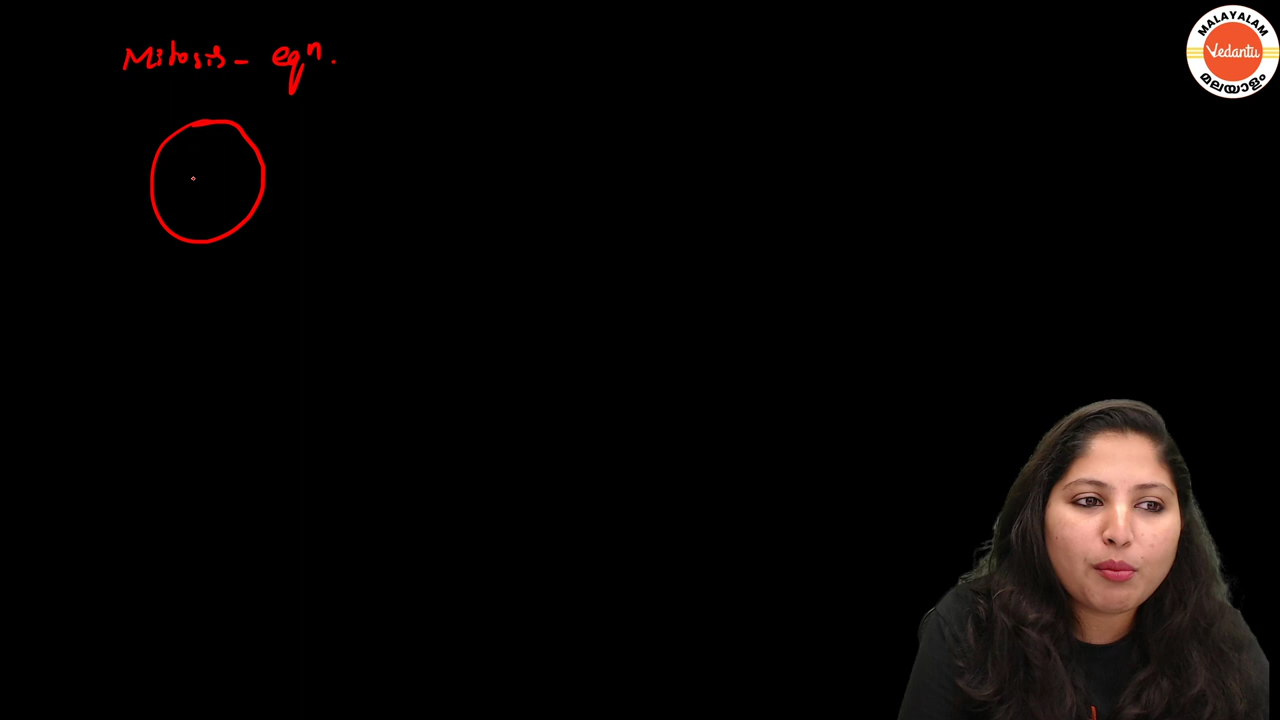 Mitosis - eqn.
MALAYALAM
Vedantu
മലയാളം